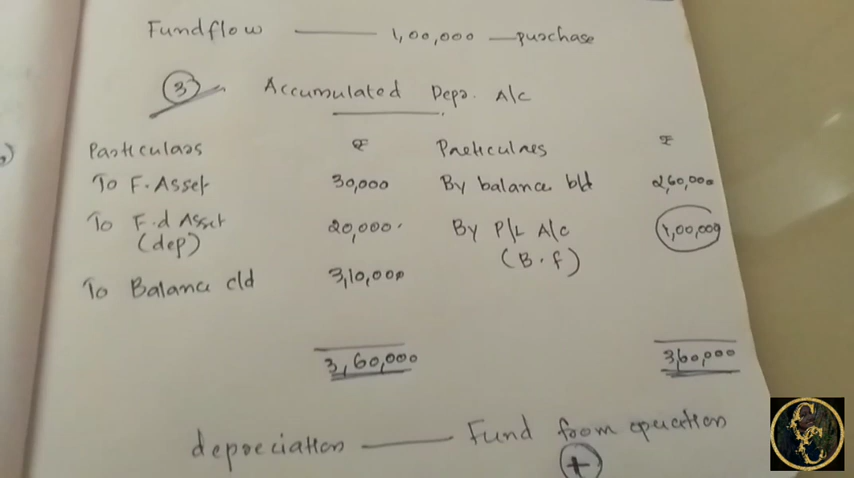 Fundflow —— 1,00,000 — purchase
3 Accumulated Depr. A/c
Particulars ₹ Particulars ₹
To F. Asset 30,000 By balance b/d 2,60,000
To F.d Asset 20,000 By P/L A/c 1,00,000
(dep) (B.f)
To Balance c/d 3,10,000
3,60,000 3,60,000
depreciation —— Fund from operation
+